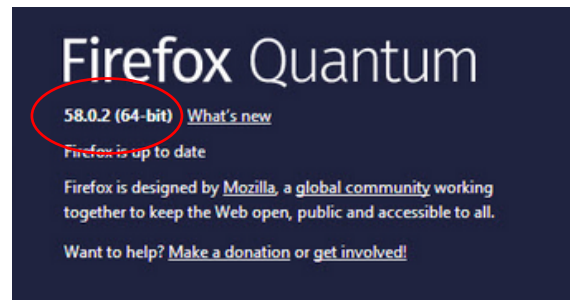 Firefox Quantum
58.0.2 (64-bit) What's new
Firefox is up to date
Firefox is designed by Mozilla, a global community working
together to keep the Web open, public and accessible to all.
Want to help? Make a donation or get involved!